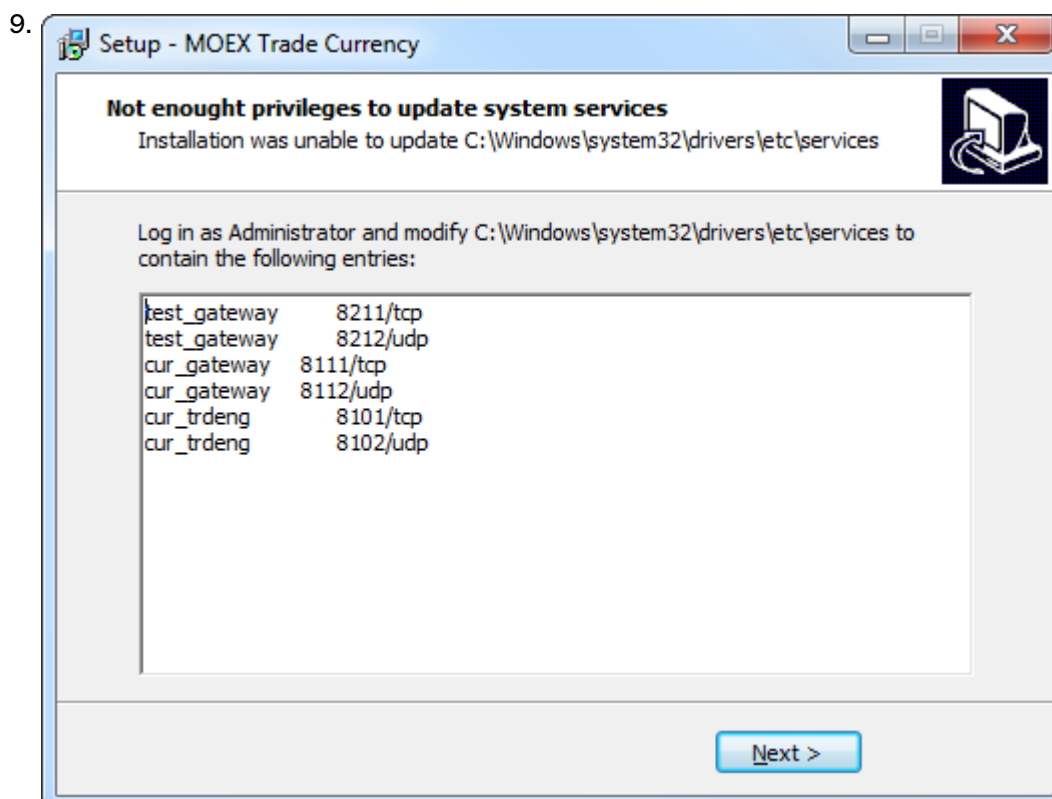 9.
Setup - MOEX Trade Currency
Not enought privileges to update system services
Installation was unable to update C:\Windows\system32\drivers\etc\services
Log in as Administrator and modify C:\Windows\system32\drivers\etc\services to
contain the following entries:
test_gateway 8211/tcp
test_gateway 8212/udp
cur_gateway 8111/tcp
cur_gateway 8112/udp
cur_trdeng 8101/tcp
cur_trdeng 8102/udp
Next >